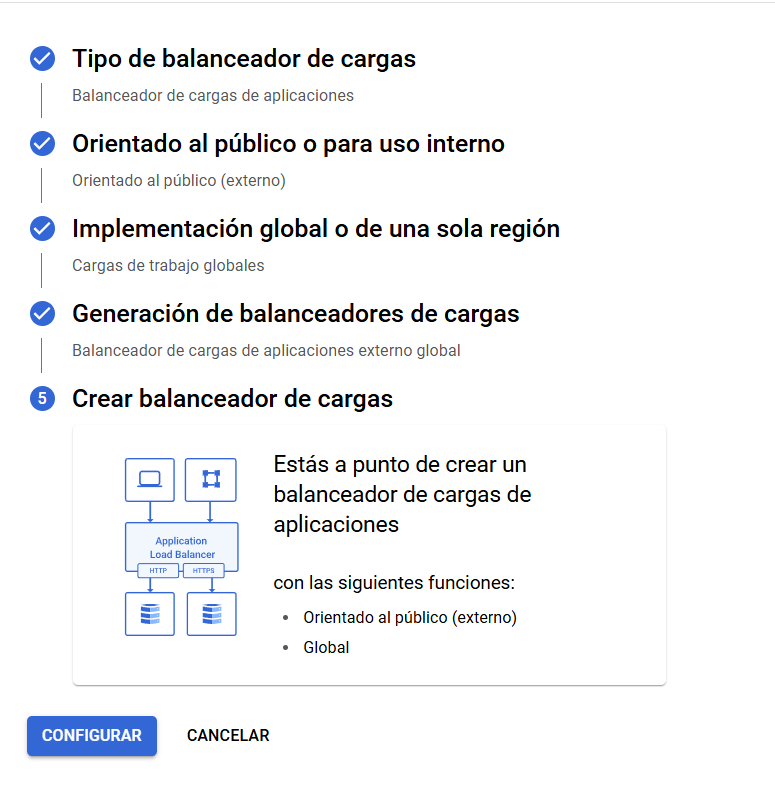 Tipo de balanceador de cargas
Balanceador de cargas de aplicaciones
Orientado al público o para uso interno
Orientado al público (externo)
Implementación global o de una sola región
Cargas de trabajo globales
Generación de balanceadores de cargas
Balanceador de cargas de aplicaciones externo global
5 Crear balanceador de cargas
Application
Load Balancer
HTTP HTTPS
Estás a punto de crear un
balanceador de cargas de
aplicaciones
con las siguientes funciones:
• Orientado al público (externo)
• Global
CONFIGURAR CANCELAR